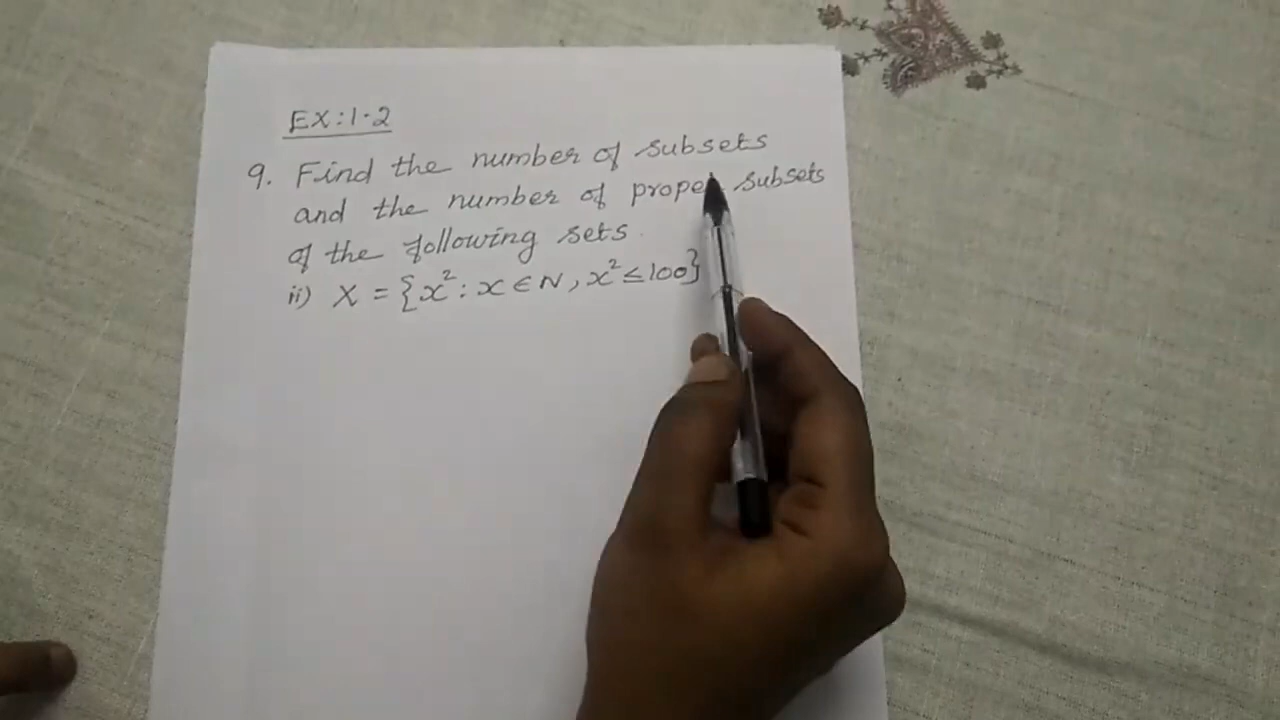 EX:1.2
9. Find the number of subsets
and the number of proper subsets
of the following sets.
ii) X = {x²: x ∈ N, x² ≤ 100}